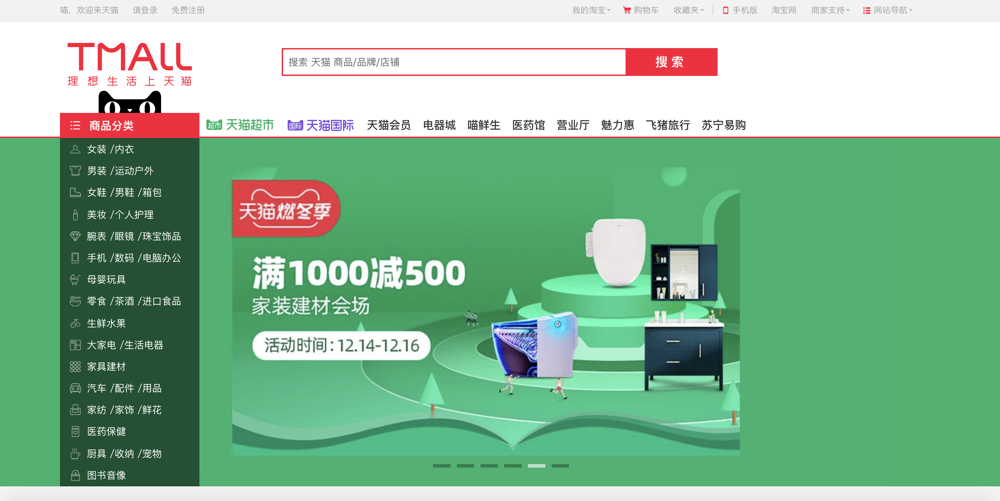 喵，欢迎来天猫 请登录 免费注册 我的淘宝 购物车 收藏夹 手机版 淘宝网 商家支持 网站导航
TMALL
理想生活上天猫
搜索 天猫 商品/品牌/店铺 搜索
商品分类 超市 天猫超市 国际 天猫国际 天猫会员 电器城 喵鲜生 医药馆 营业厅 魅力惠 飞猪旅行 苏宁易购
女装 /内衣
男装 /运动户外
女鞋 /男鞋 /箱包
美妆 /个人护理
腕表 /眼镜 /珠宝饰品
手机 /数码 /电脑办公
母婴玩具
零食 /茶酒 /进口食品
生鲜水果
大家电 /生活电器
家具建材
汽车 /配件 /用品
家纺 /家饰 /鲜花
医药保健
厨具 /收纳 /宠物
图书音像
天猫燃冬季
满1000减500
家装建材会场
活动时间：12.14-12.16